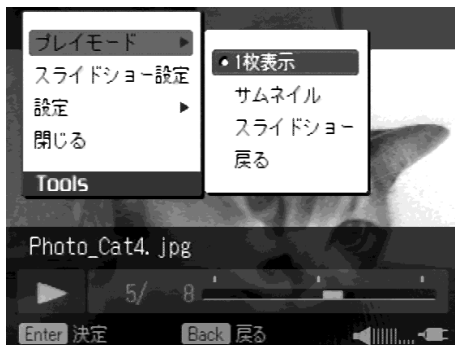 プレイモード
スライドショー設定
設定
閉じる
Tools
1枚表示
サムネイル
スライドショー
戻る
Photo_Cat4.jpg
5/ 8
Enter 決定 Back 戻る